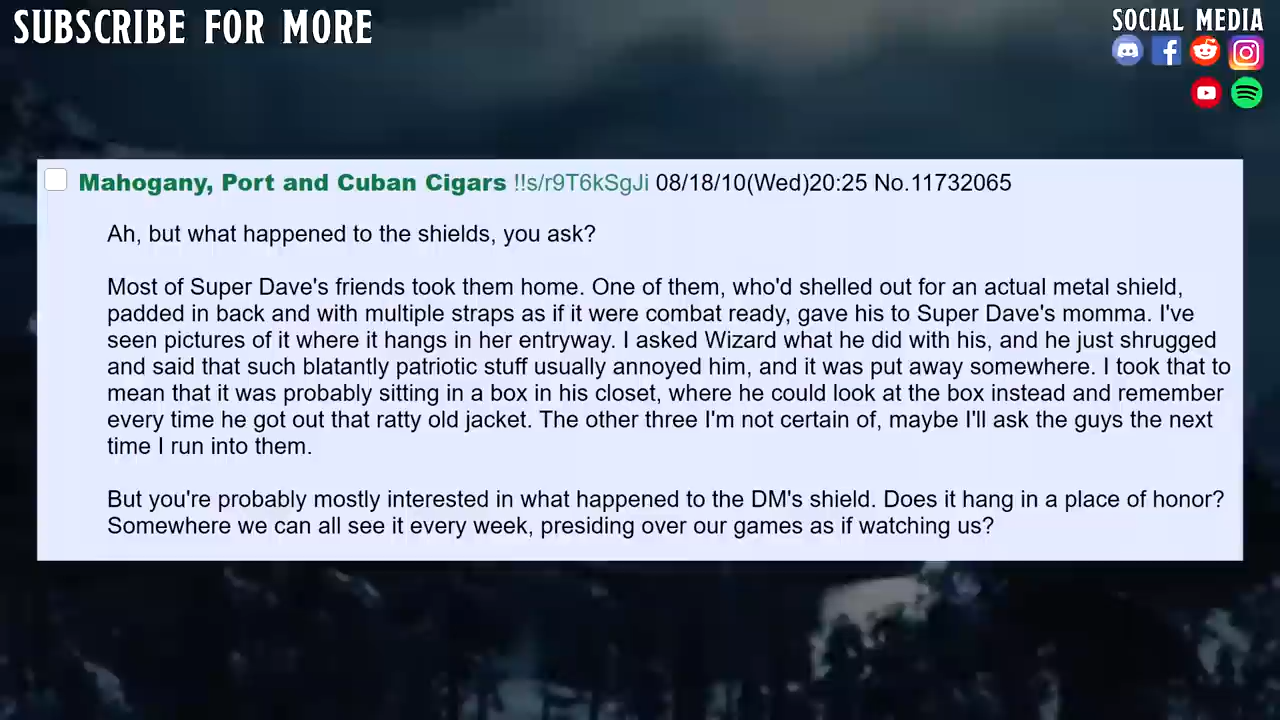 SUBSCRIBE FOR MORE
SOCIAL MEDIA
Mahogany, Port and Cuban Cigars !!s/r9T6kSgJi 08/18/10(Wed)20:25 No.11732065
Ah, but what happened to the shields, you ask?
Most of Super Dave's friends took them home. One of them, who'd shelled out for an actual metal shield,
padded in back and with multiple straps as if it were combat ready, gave his to Super Dave's momma. I've
seen pictures of it where it hangs in her entryway. I asked Wizard what he did with his, and he just shrugged
and said that such blatantly patriotic stuff usually annoyed him, and it was put away somewhere. I took that to
mean that it was probably sitting in a box in his closet, where he could look at the box instead and remember
every time he got out that ratty old jacket. The other three I'm not certain of, maybe I'll ask the guys the next
time I run into them.
But you're probably mostly interested in what happened to the DM's shield. Does it hang in a place of honor?
Somewhere we can all see it every week, presiding over our games as if watching us?